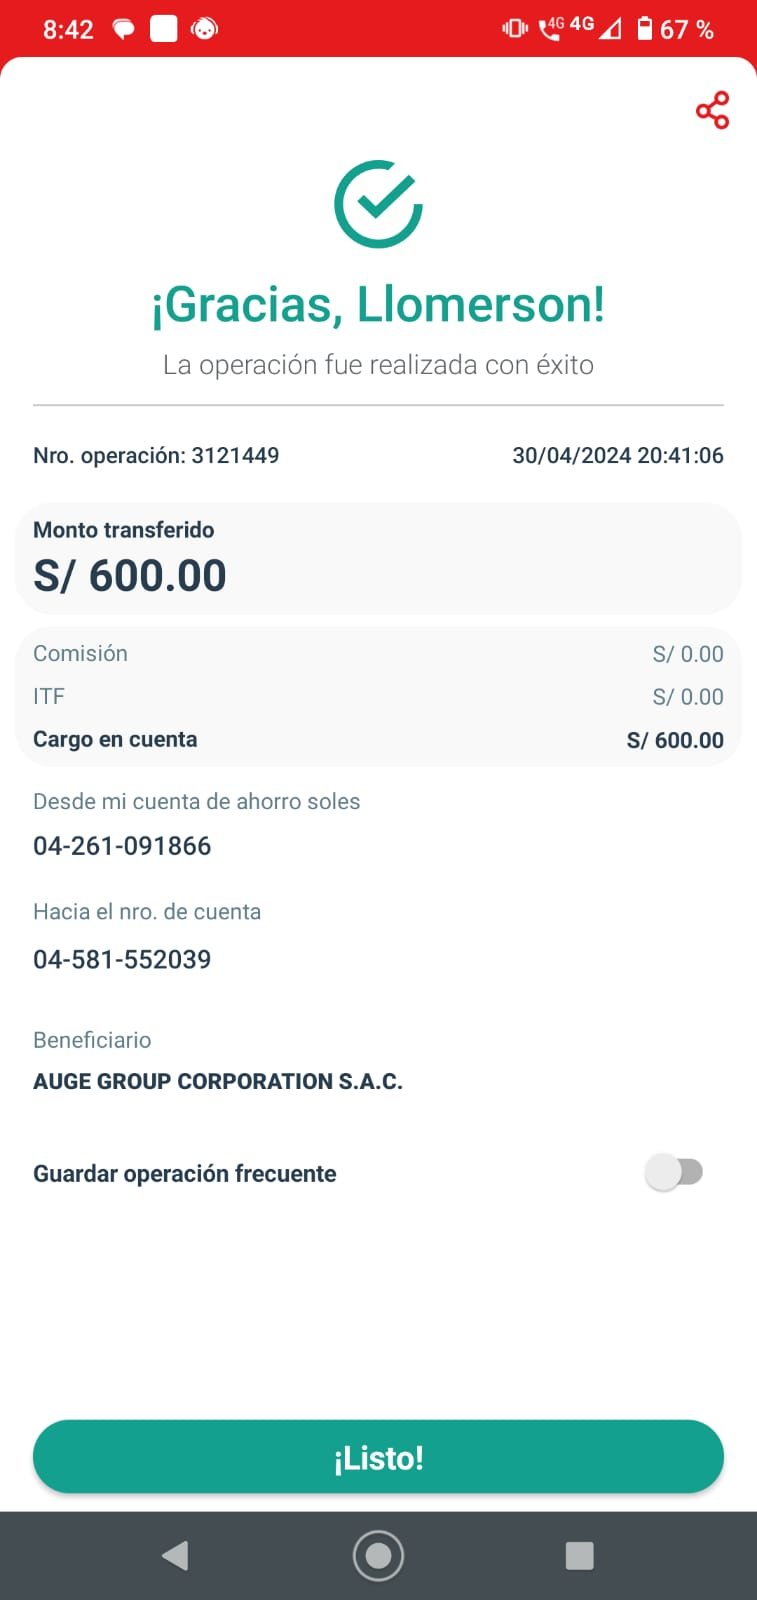 8:42 4G 4G 67 %
¡Gracias, Llomerson!
La operación fue realizada con éxito
Nro. operación: 3121449 30/04/2024 20:41:06
Monto transferido
S/ 600.00
Comisión S/ 0.00
ITF S/ 0.00
Cargo en cuenta S/ 600.00
Desde mi cuenta de ahorro soles
04-261-091866
Hacia el nro. de cuenta
04-581-552039
Beneficiario
AUGE GROUP CORPORATION S.A.C.
Guardar operación frecuente
¡Listo!